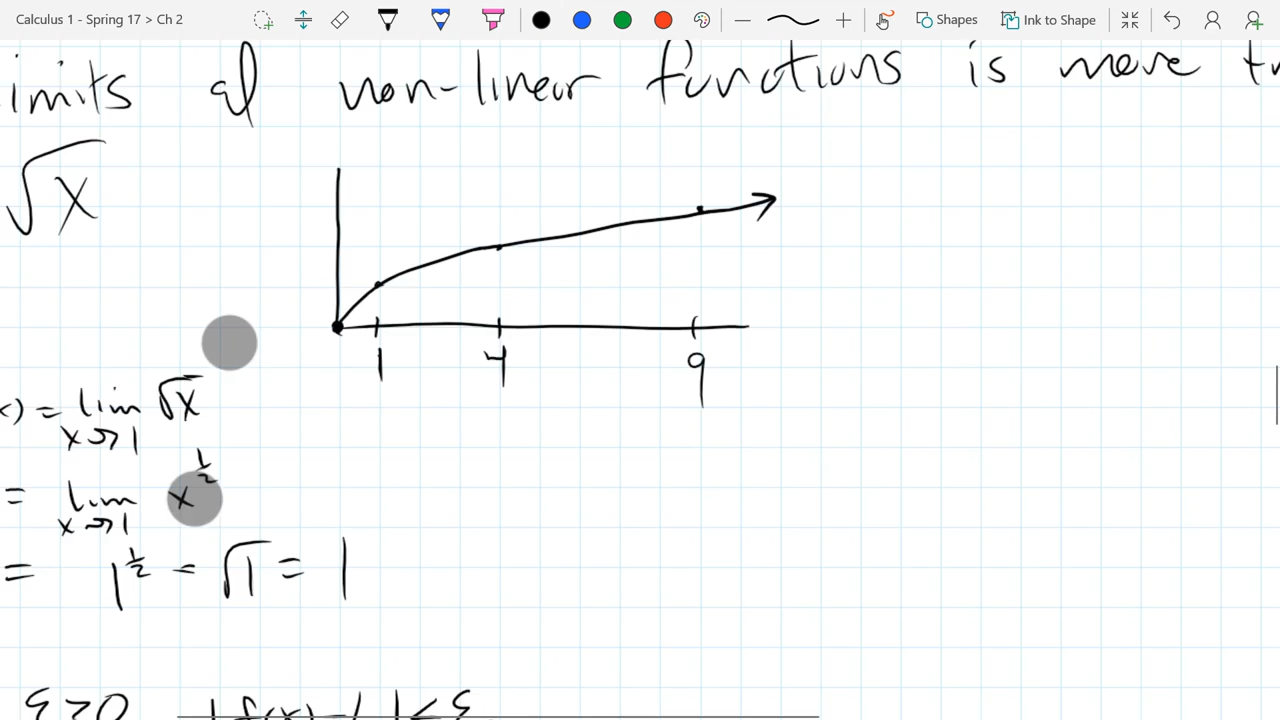 Calculus 1 - Spring 17 > Ch 2
Shapes
Ink to Shape
imits of non-linear functions is more
√x
1 4 9
x) = lim √x
x→1
= lim x^½
x→1
= 1^½ = √1 = 1
ε>0 |f(x)-L|<ε